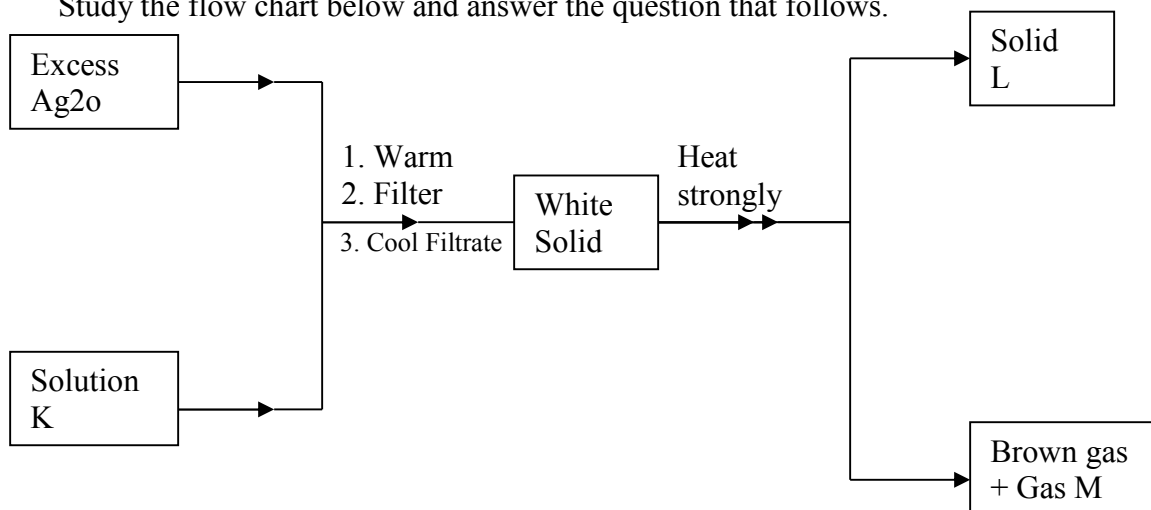 Study the flow chart below and answer the question that follows.
Excess
Ag2o
Solid
L
1. Warm
2. Filter
3. Cool Filtrate
White
Solid
Heat
strongly
Solution
K
Brown gas
+ Gas M